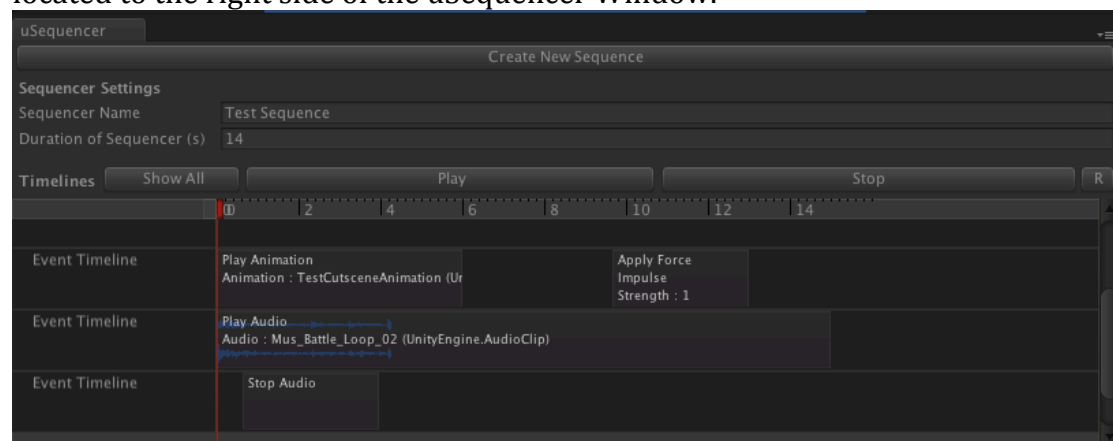 located to the right side of the uSequencer Window.
uSequencer
Create New Sequence
Sequencer Settings
Sequencer Name Test Sequence
Duration of Sequencer (s) 14
Timelines Show All Play Stop R
0 2 4 6 8 10 12 14
Event Timeline
Play Animation
Animation : TestCutsceneAnimation (Ur
Apply Force
Impulse
Strength : 1
Event Timeline
Play Audio
Audio : Mus_Battle_Loop_02 (UnityEngine.AudioClip)
Event Timeline
Stop Audio